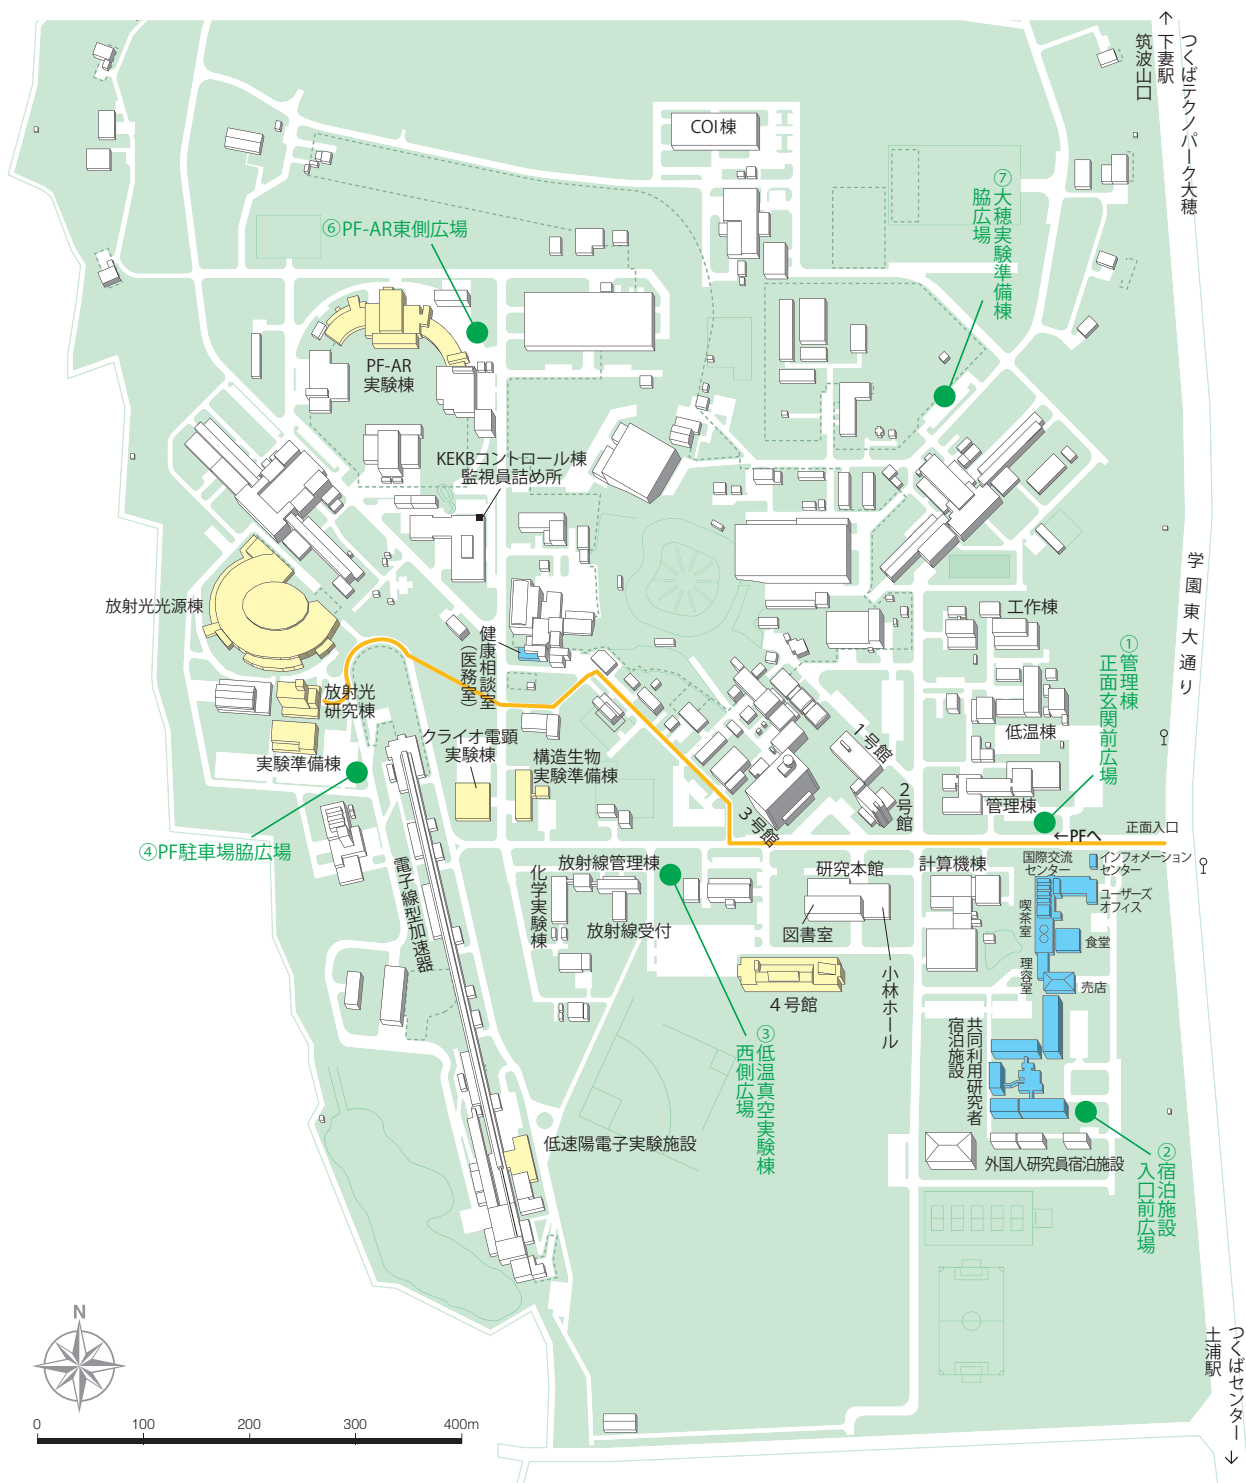 ↑
つくばテクノパーク大穂
下妻駅
筑波山口
COI棟
⑦大穂実験準備棟
脇広場
⑥PF-AR東側広場
PF-AR
実験棟
KEKBコントロール棟
監視員詰め所
学園東大通り
放射光光源棟
工作棟
健康相談室
（医務室）
①管理棟
正面玄関前広場
放射光
研究棟
クライオ電顕
実験棟
構造生物
実験準備棟
1号館
低温棟
実験準備棟
2号館
管理棟
3号館
←PFへ
正面入口
④PF駐車場脇広場
電子線型加速器
化学実験棟
放射線管理棟
放射線受付
研究本館
図書室
小林ホール
計算機棟
国際交流
センター
インフォメーション
センター
ユーザーズ
オフィス
喫茶室
食堂
理容室
売店
4号館
③低温真空実験棟
西側広場
共同利用研究者
宿泊施設
低速陽電子実験施設
外国人研究員宿泊施設
②宿泊施設
入口前広場
N
0 100 200 300 400m
つくばセンター
土浦駅
↓